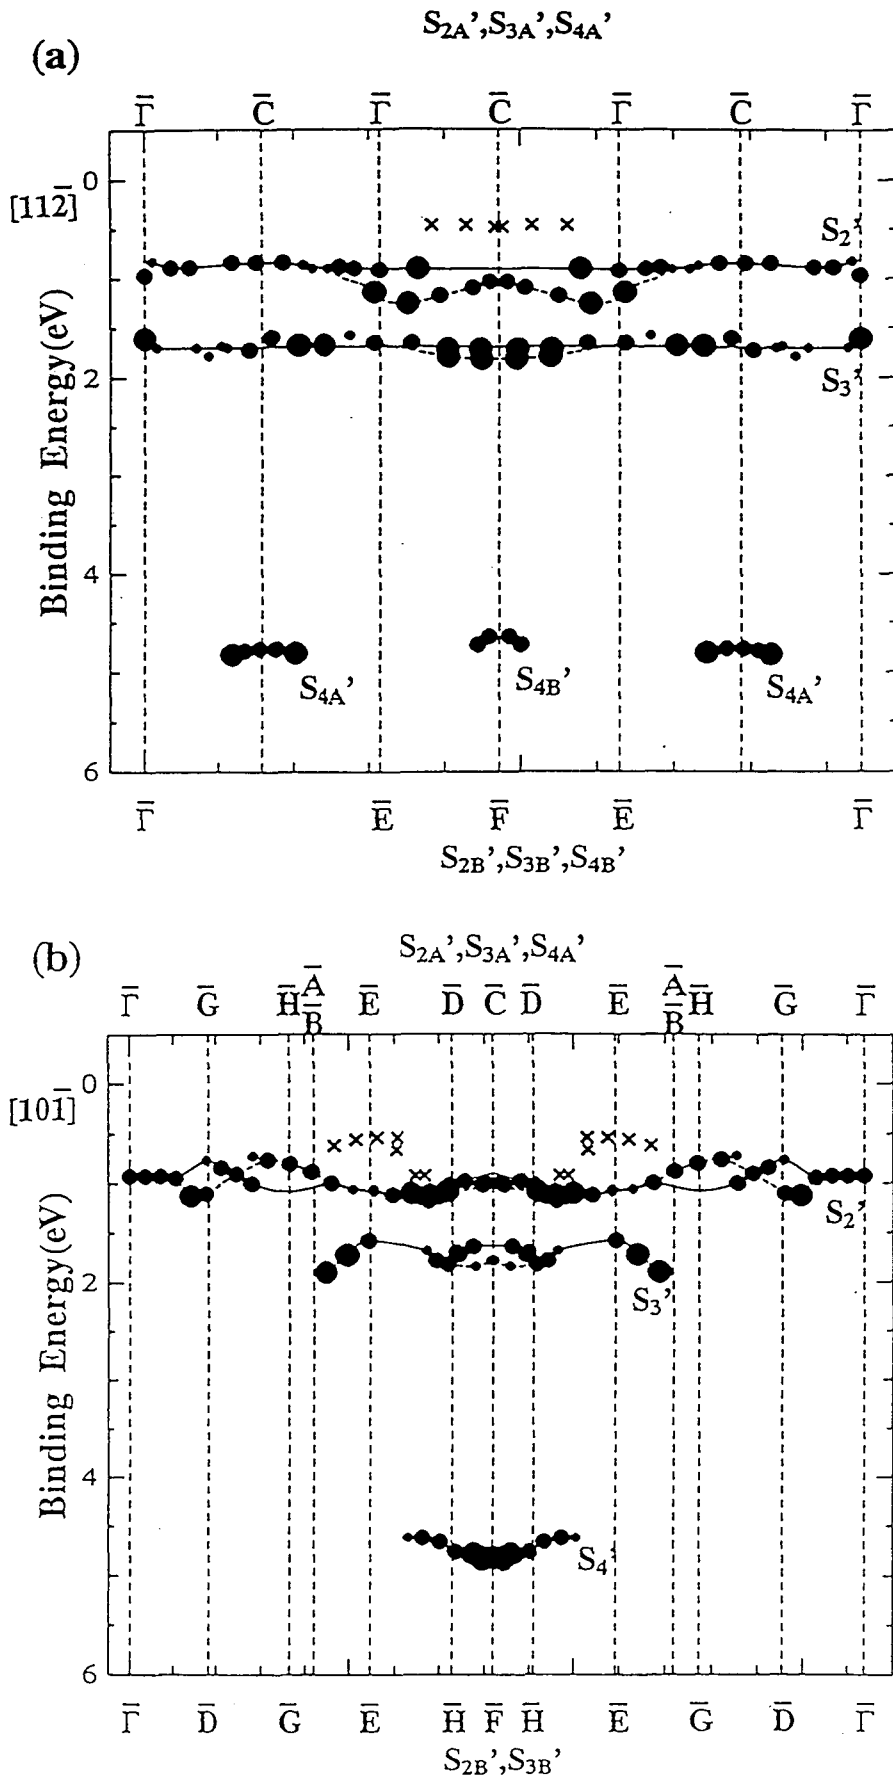 S₂ₐ',S₃ₐ',S₄ₐ'
(a)
Γ̅ C̅ Γ̅ C̅ Γ̅ C̅ Γ̅
0
[112̅]
S₂'
2
S₃'
Binding Energy(eV)
4
S₄ₐ' S₄B' S₄ₐ'
6
Γ̅ E̅ F̅ E̅ Γ̅
S₂B',S₃B',S₄B'
(b)
S₂ₐ',S₃ₐ',S₄ₐ'
A̅ A̅
Γ̅ G̅ H̅ E̅ D̅ C̅ D̅ E̅ H̅ G̅ Γ̅
B̅ B̅
0
[101̅]
S₂'
2
S₃'
Binding Energy(eV)
4
S₄'
6
Γ̅ D̅ G̅ E̅ H̅ F̅ H̅ E̅ G̅ D̅ Γ̅
S₂B',S₃B'